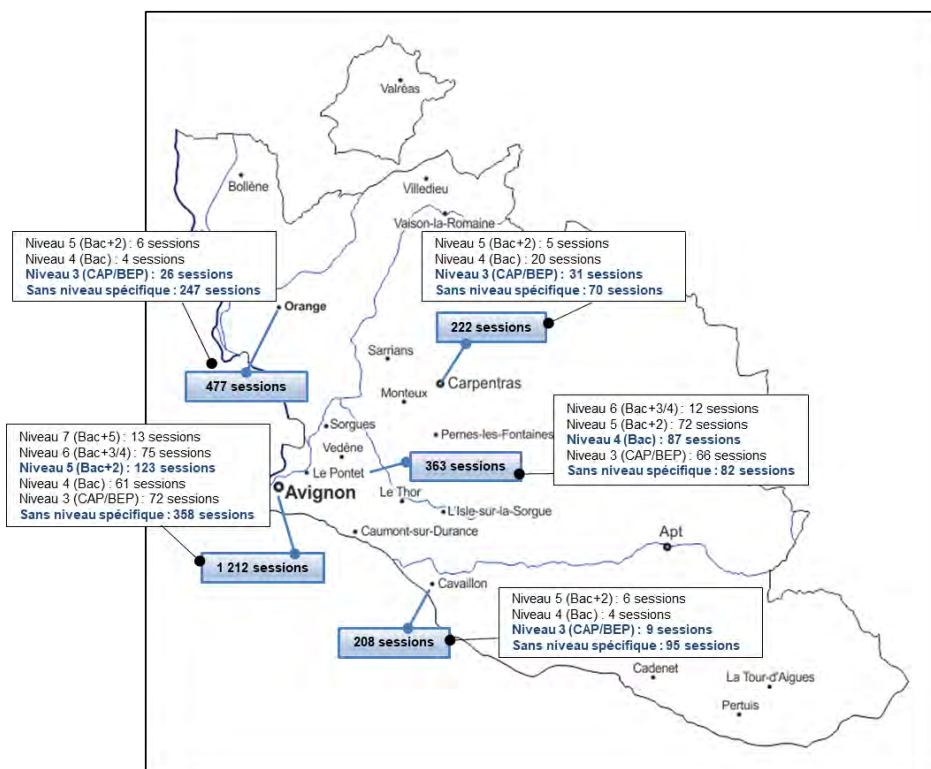 Valréas
Bollène
Villedieu
Vaison-la-Romaine
Niveau 5 (Bac+2) : 6 sessions
Niveau 4 (Bac) : 4 sessions
Niveau 3 (CAP/BEP) : 26 sessions
Sans niveau spécifique : 247 sessions
Niveau 5 (Bac+2) : 5 sessions
Niveau 4 (Bac) : 20 sessions
Niveau 3 (CAP/BEP) : 31 sessions
Sans niveau spécifique : 70 sessions
Orange
222 sessions
Sarrians
477 sessions
Carpentras
Monteux
Niveau 6 (Bac+3/4) : 12 sessions
Niveau 5 (Bac+2) : 72 sessions
Niveau 4 (Bac) : 87 sessions
Niveau 3 (CAP/BEP) : 66 sessions
Sans niveau spécifique : 82 sessions
Niveau 7 (Bac+5) : 13 sessions
Niveau 6 (Bac+3/4) : 75 sessions
Niveau 5 (Bac+2) : 123 sessions
Niveau 4 (Bac) : 61 sessions
Niveau 3 (CAP/BEP) : 72 sessions
Sans niveau spécifique : 358 sessions
Sorgues
Pernes-les-Fontaines
Vedène
Le Pontet
363 sessions
Avignon
Le Thor
L'Isle-sur-la-Sorgue
Caumont-sur-Durance
Apt
1 212 sessions
Cavaillon
Niveau 5 (Bac+2) : 6 sessions
Niveau 4 (Bac) : 4 sessions
Niveau 3 (CAP/BEP) : 9 sessions
Sans niveau spécifique : 95 sessions
208 sessions
Cadenet
La Tour-d'Aigues
Pertuis